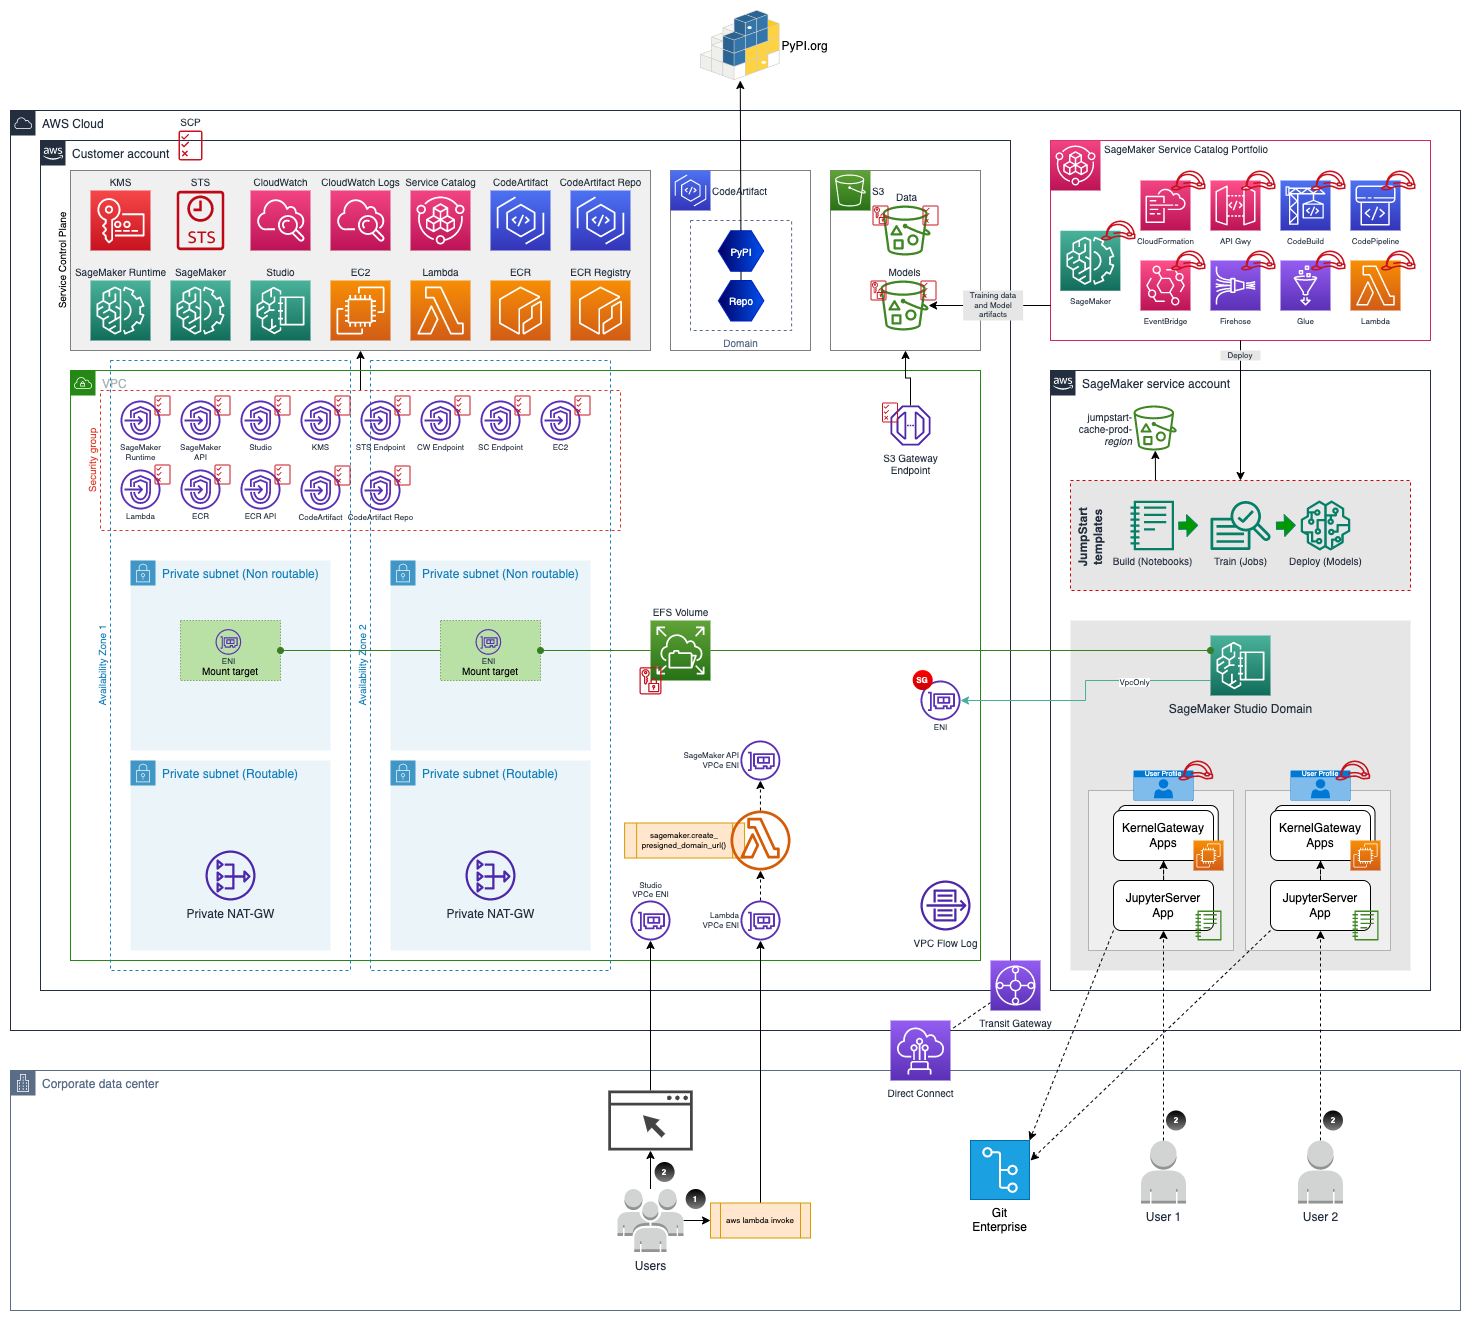 PyPI.org
AWS Cloud
SCP
aws
Customer account
Service Control Plane
KMS
STS
CloudWatch
CloudWatch Logs
Service Catalog
CodeArtifact
CodeArtifact Repo
STS
SageMaker Runtime
SageMaker
Studio
EC2
Lambda
ECR
ECR Registry
CodeArtifact
PyPI
Repo
Domain
S3
Data
Models
Training data
and Model
artifacts
SageMaker Service Catalog Portfolio
SageMaker
CloudFormation
API Gwy
CodeBuild
CodePipeline
EventBridge
Firehose
Glue
Lambda
Deploy
VPC
Security group
SageMaker
Runtime
SageMaker
API
Studio
KMS
STS Endpoint
CW Endpoint
SC Endpoint
EC2
Lambda
ECR
ECR API
CodeArtifact
CodeArtifact Repo
S3 Gateway
Endpoint
aws
SageMaker service account
jumpstart-
cache-prod-
region
JumpStart
templates
Build (Notebooks)
Train (Jobs)
Deploy (Models)
Availability Zone 1
Private subnet (Non routable)
ENI
Mount target
Private subnet (Routable)
Private NAT-GW
Availability Zone 2
Private subnet (Non routable)
ENI
Mount target
Private subnet (Routable)
Private NAT-GW
EFS Volume
SG
ENI
VpcOnly
SageMaker Studio Domain
SageMaker API
VPCe ENI
sagemaker.create_
presigned_domain_url()
Studio
VPCe ENI
Lambda
VPCe ENI
VPC Flow Log
User Profile
KernelGateway
Apps
JupyterServer
App
User Profile
KernelGateway
Apps
JupyterServer
App
Transit Gateway
Direct Connect
Corporate data center
2
1
aws lambda invoke
Users
Git
Enterprise
2
User 1
2
User 2